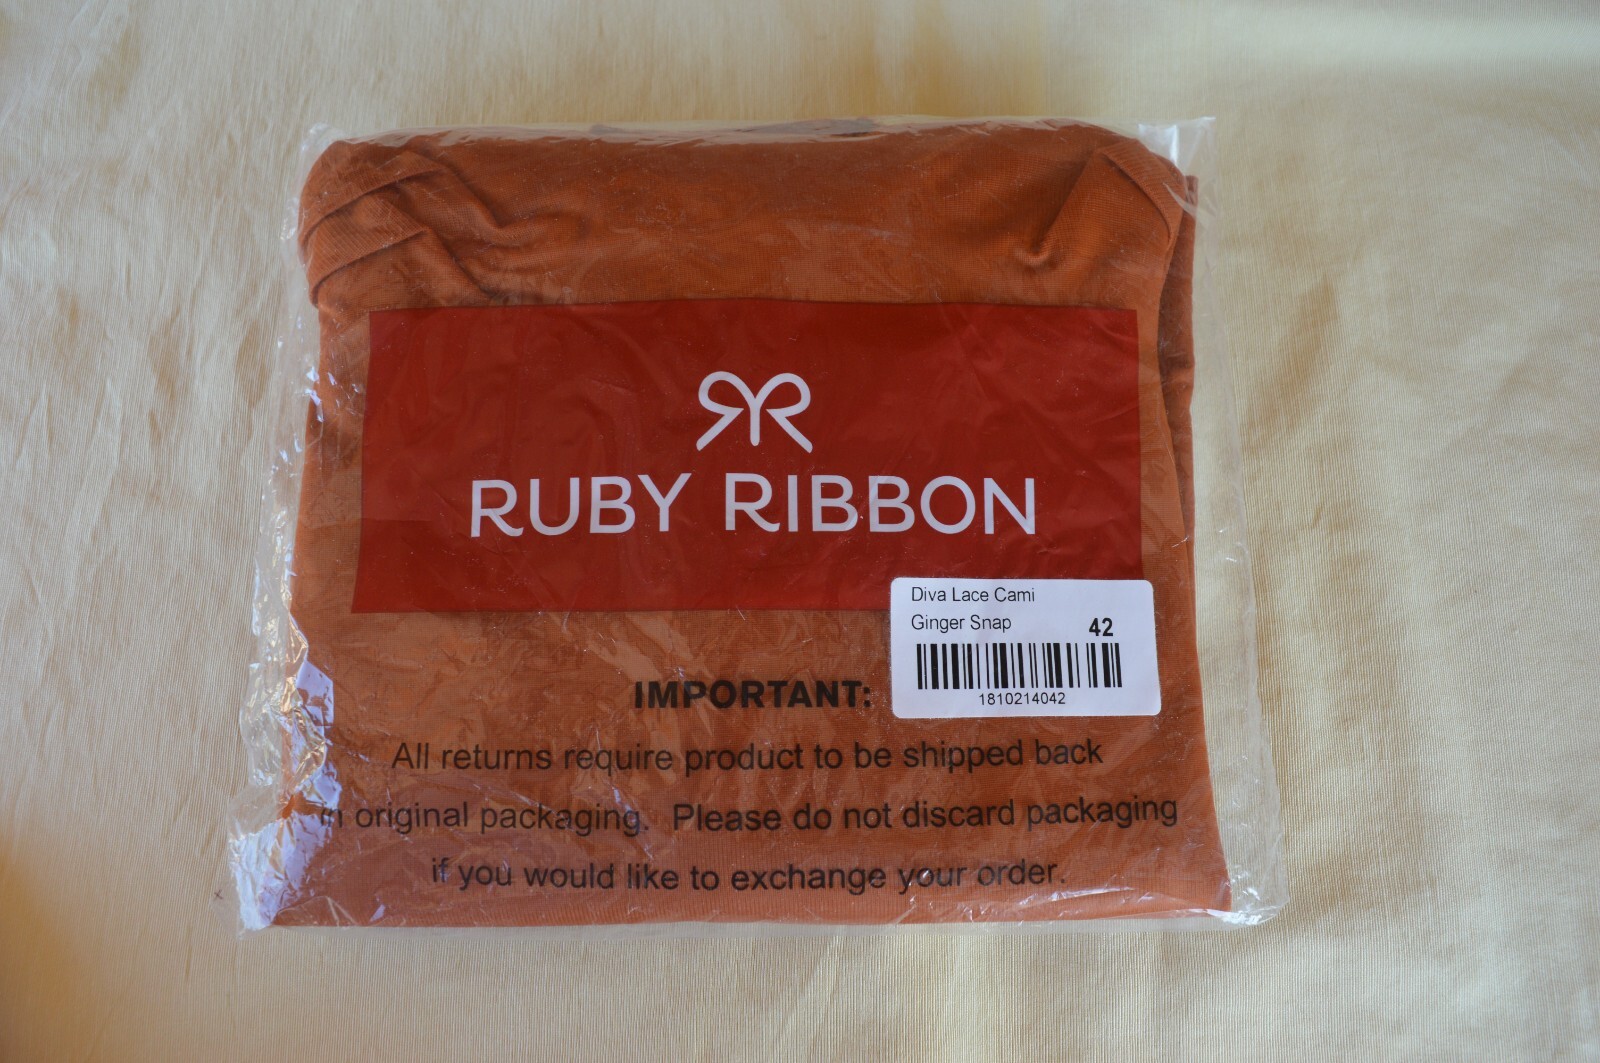 RUBY RIBBON
Diva Lace Cami
Ginger Snap
42
1810214042
IMPORTANT:
All returns require product to be shipped back
in original packaging. Please do not discard packaging
if you would like to exchange your order.